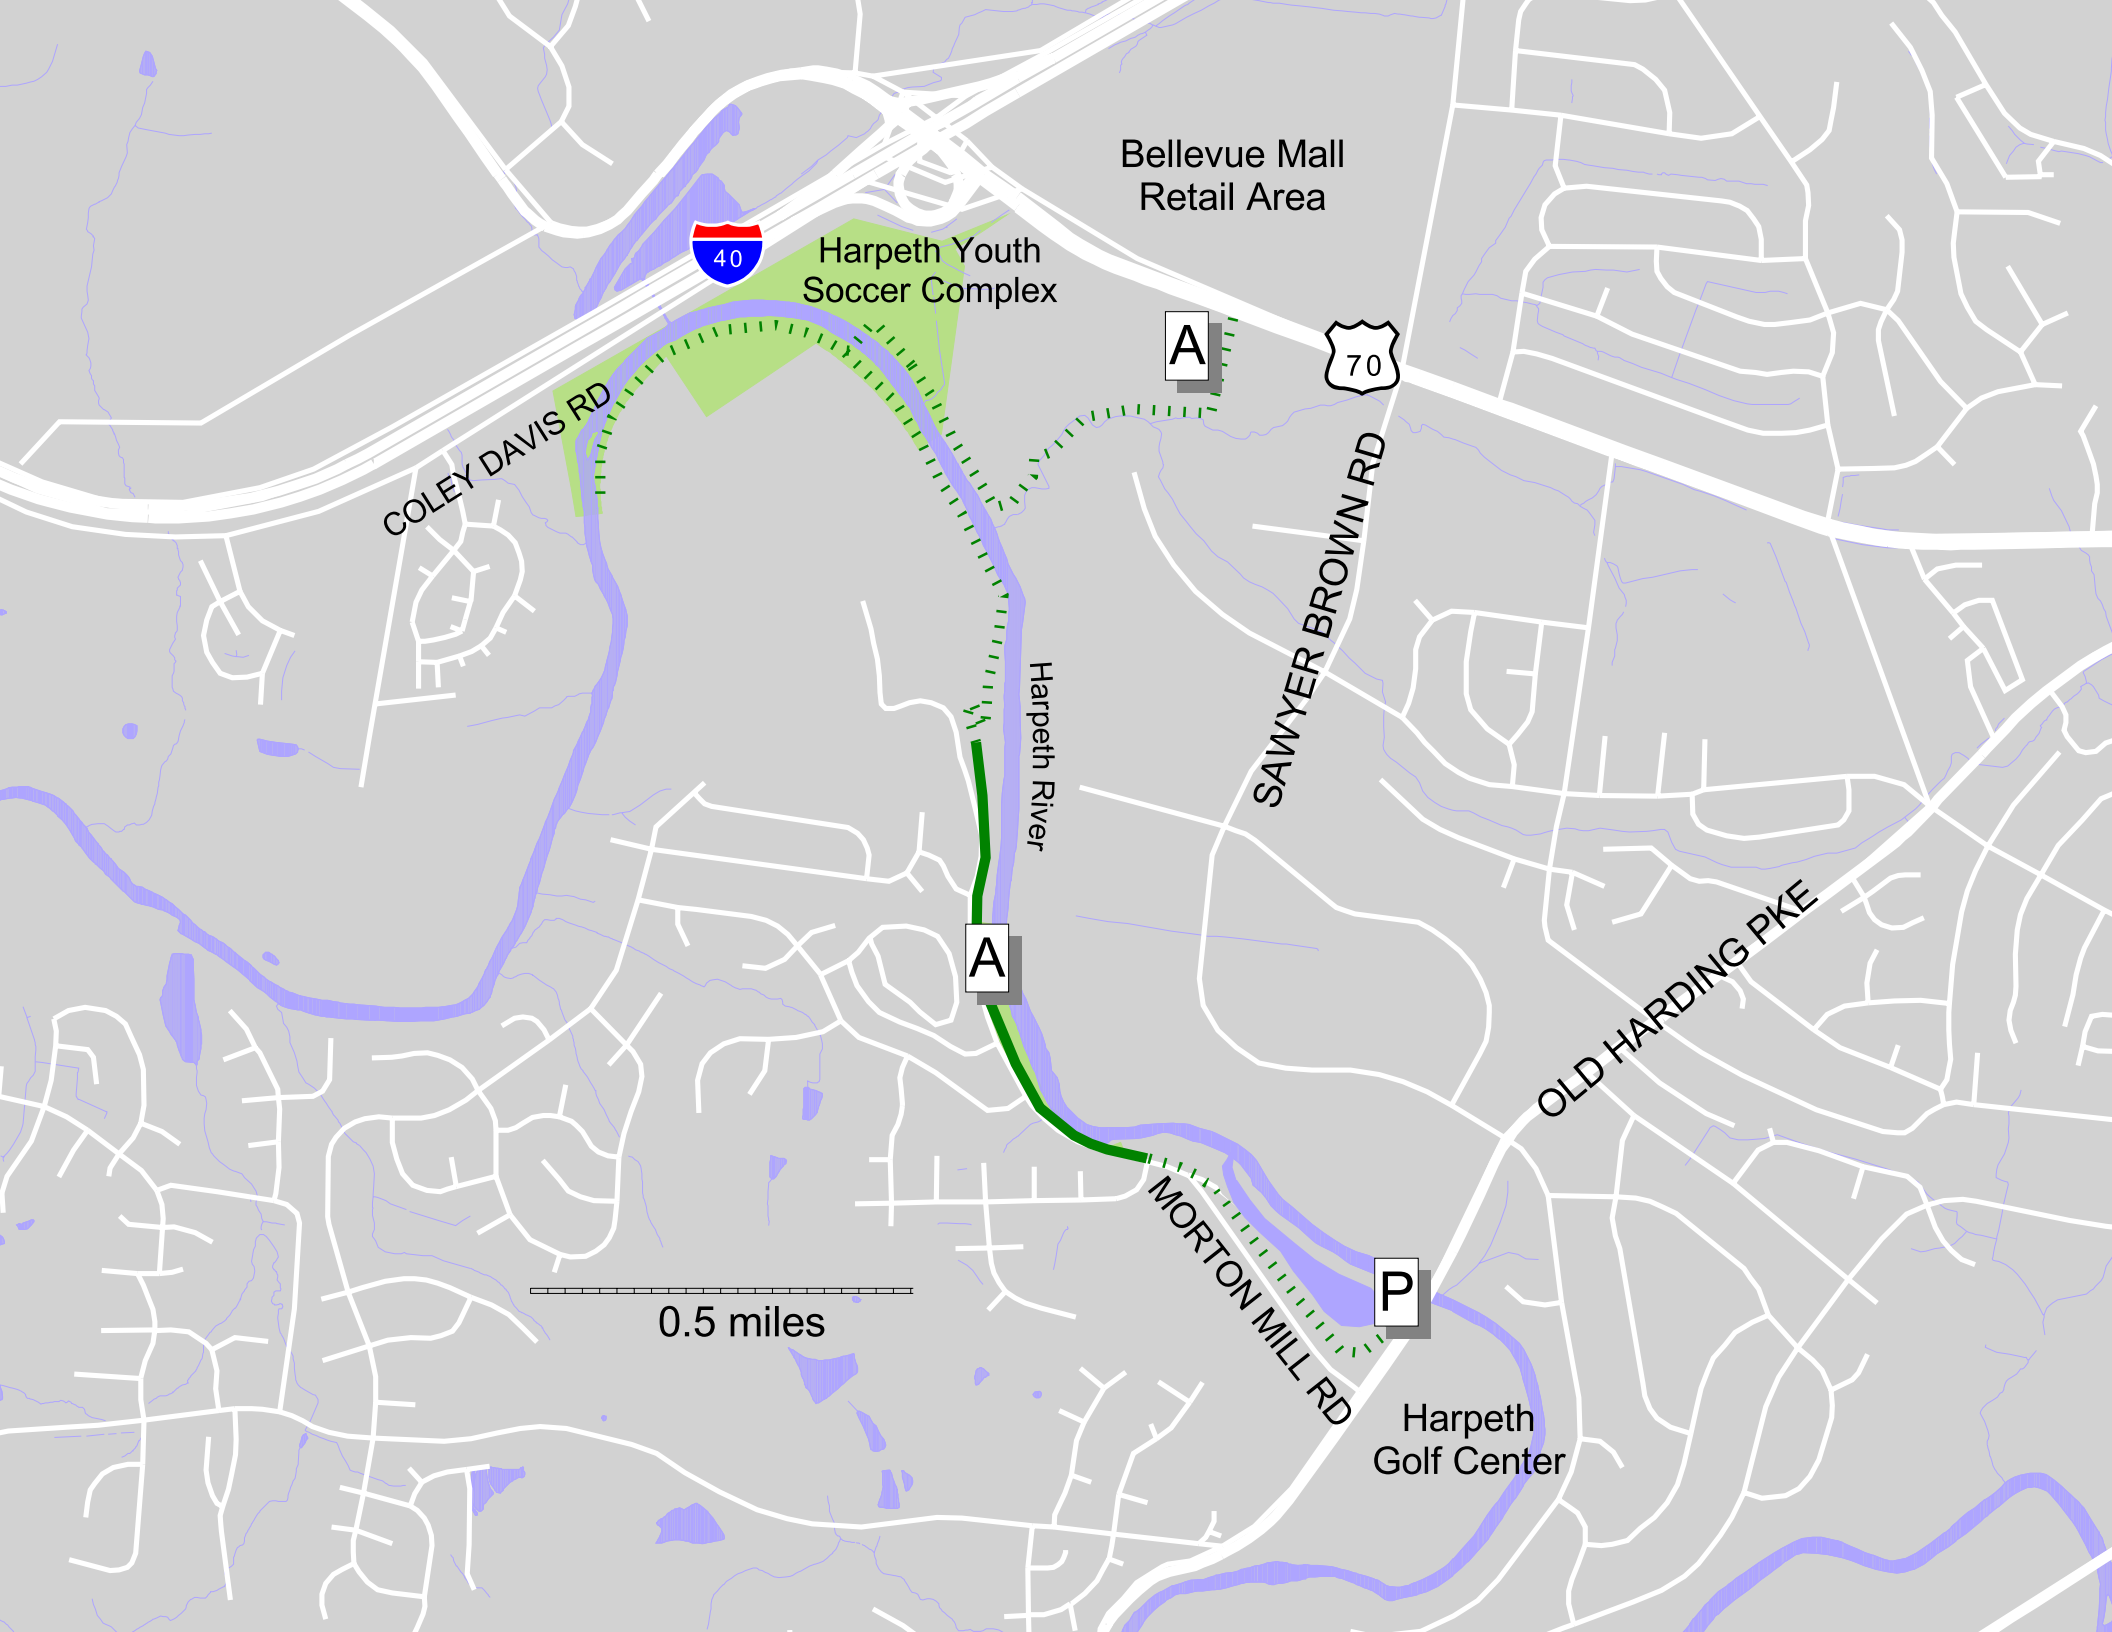 Bellevue Mall
Retail Area
40
Harpeth Youth
Soccer Complex
A
70
COLEY DAVIS RD
SAWYER BROWN RD
Harpeth River
A
OLD HARDING PKE
MORTON MILL RD
P
0.5 miles
Harpeth
Golf Center